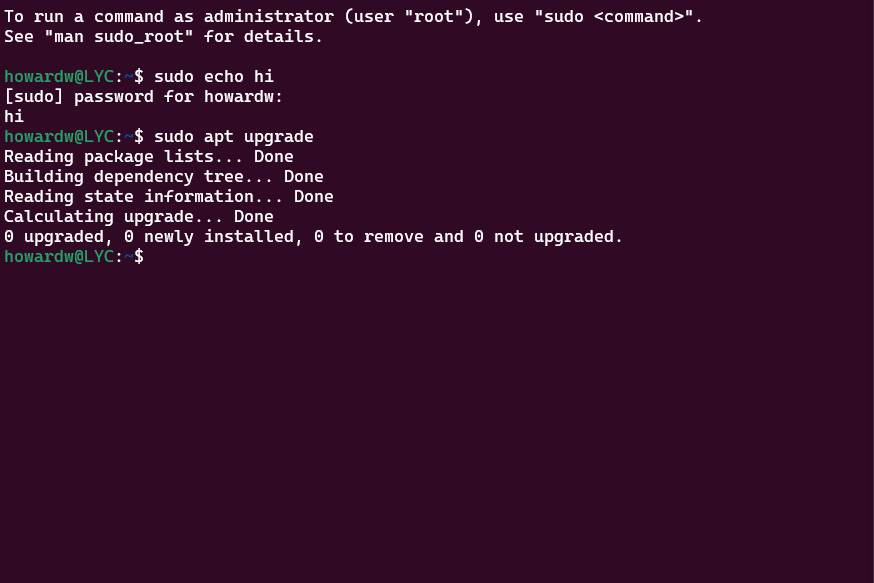 To run a command as administrator (user "root"), use "sudo <command>".
See "man sudo_root" for details.
howardw@LYC:~$ sudo echo hi
[sudo] password for howardw:
hi
howardw@LYC:~$ sudo apt upgrade
Reading package lists... Done
Building dependency tree... Done
Reading state information... Done
Calculating upgrade... Done
0 upgraded, 0 newly installed, 0 to remove and 0 not upgraded.
howardw@LYC:~$